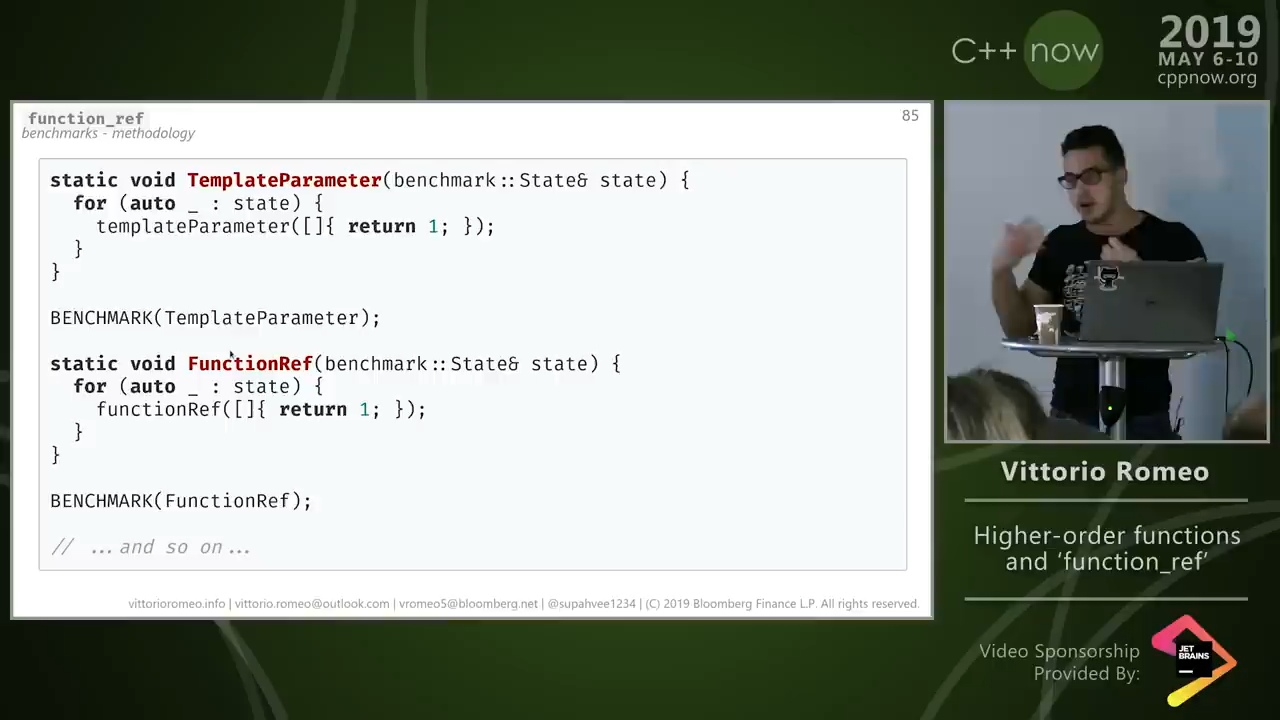 C++ now
2019
MAY 6-10
cppnow.org
function_ref
benchmarks - methodology
85
static void TemplateParameter(benchmark::State& state) {
for (auto _ : state) {
templateParameter([]{ return 1; });
}
}
BENCHMARK(TemplateParameter);
static void FunctionRef(benchmark::State& state) {
for (auto _ : state) {
functionRef([]{ return 1; });
}
}
BENCHMARK(FunctionRef);
// ...and so on...
vittorioromeo.info | vittorio.romeo@outlook.com | vromeo5@bloomberg.net | @supahvee1234 | (C) 2019 Bloomberg Finance L.P. All rights reserved.
Vittorio Romeo
Higher-order functions
and ‘function_ref’
Video Sponsorship
Provided By:
JET
BRAINS